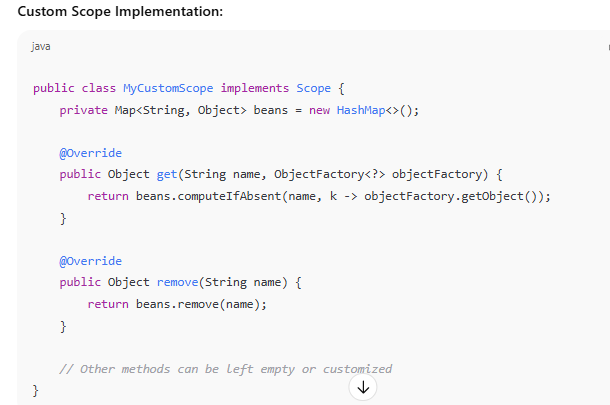 Custom Scope Implementation:
java
public class MyCustomScope implements Scope {
    private Map<String, Object> beans = new HashMap<>();
    @Override
    public Object get(String name, ObjectFactory<?> objectFactory) {
        return beans.computeIfAbsent(name, k -> objectFactory.getObject());
    }
    @Override
    public Object remove(String name) {
        return beans.remove(name);
    }
    // Other methods can be left empty or customized
}